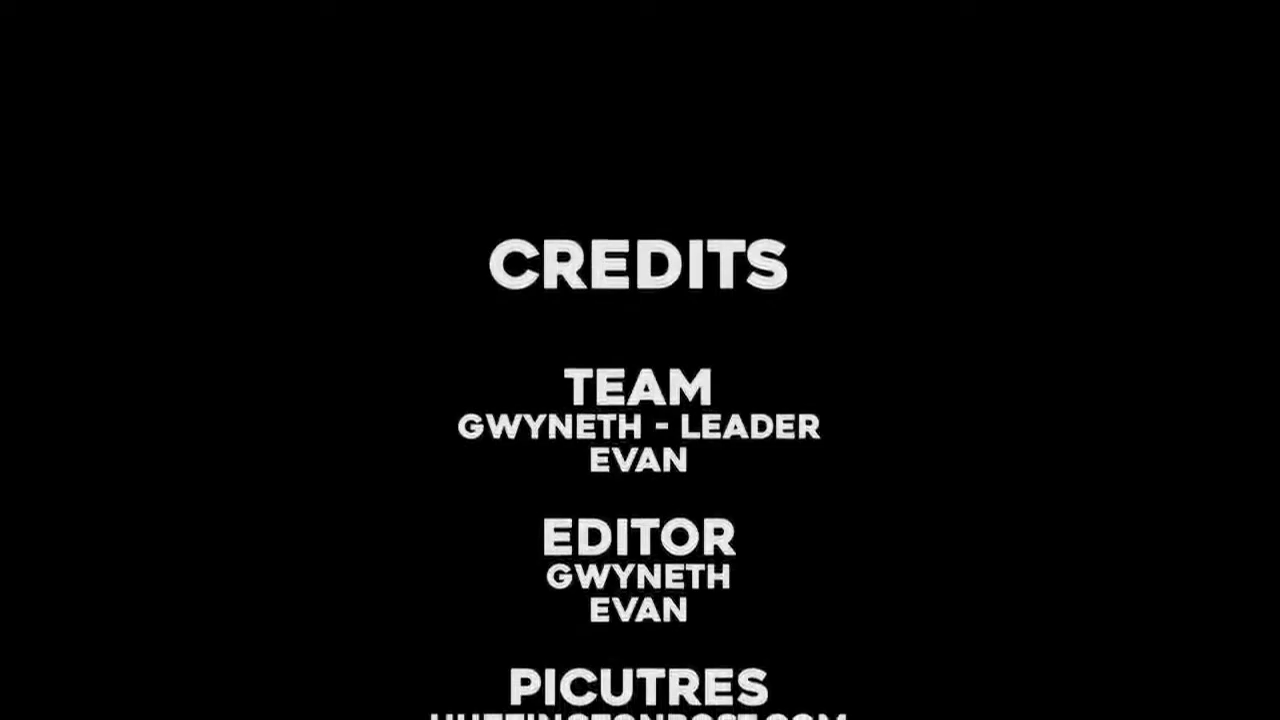 CREDITS
TEAM
GWYNETH - LEADER
EVAN
EDITOR
GWYNETH
EVAN
PICUTRES